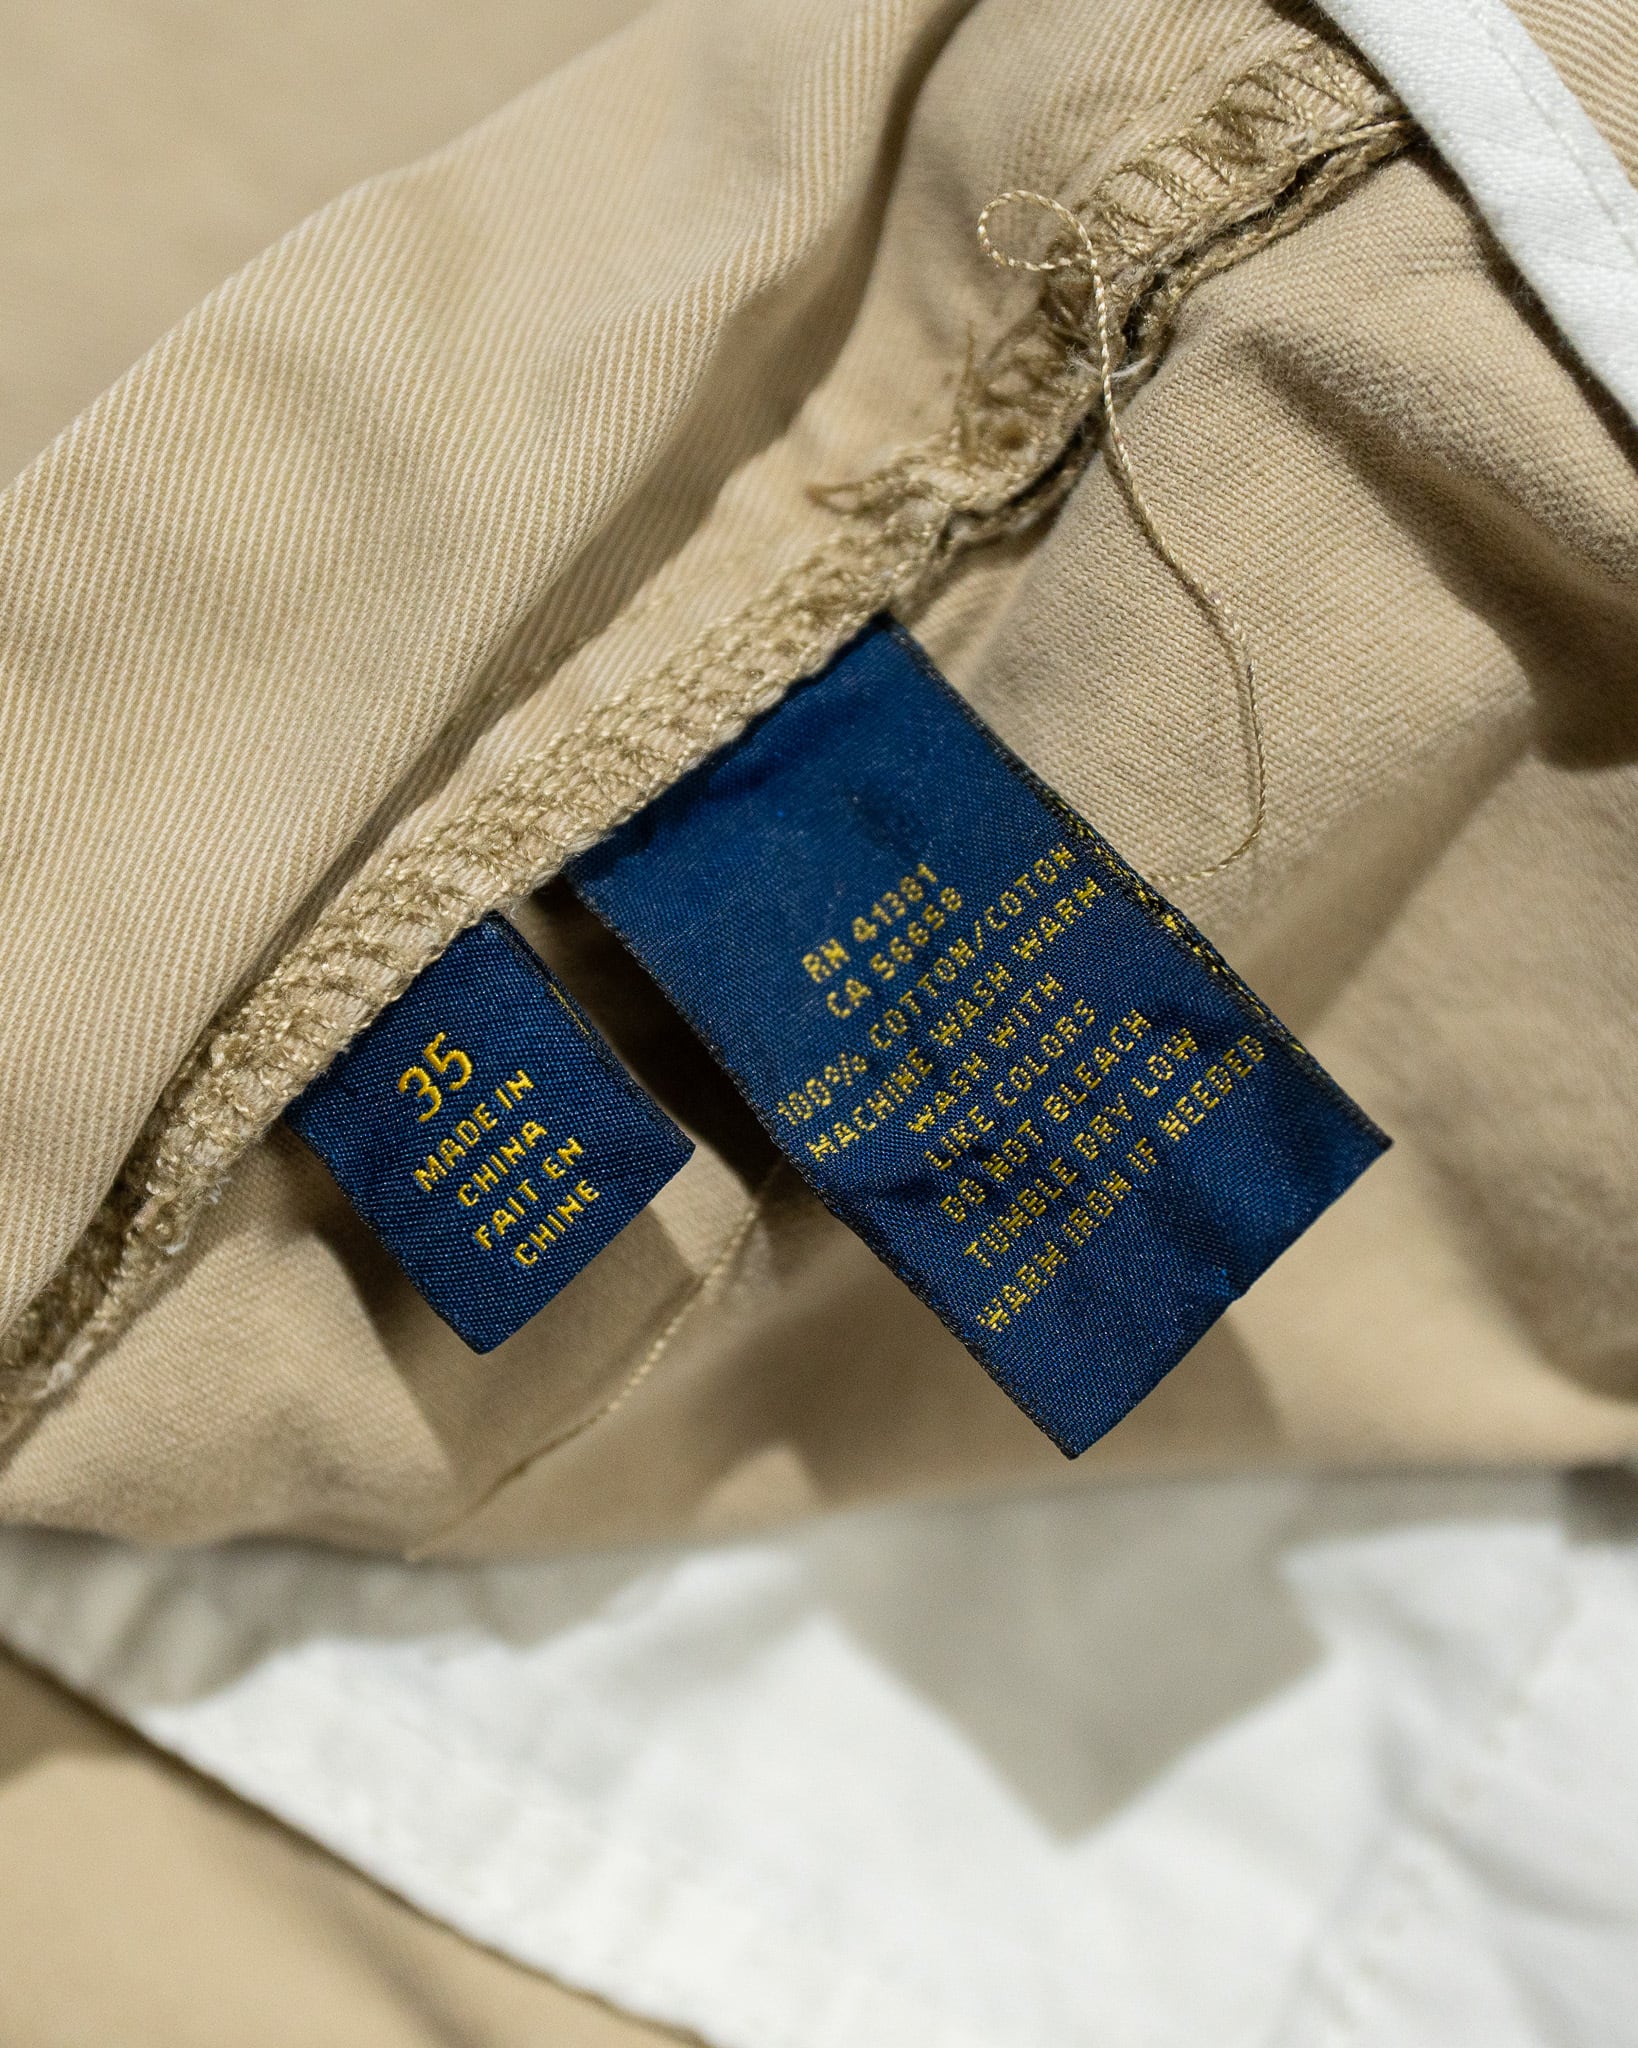 35
MADE IN
CHINA
FAIT EN
CHINE
RN 41381
CA 56658
100% COTTON/COTON
MACHINE WASH WARM
WASH WITH
LIKE COLORS
DO NOT BLEACH
TUMBLE DRY LOW
WARM IRON IF NEEDED